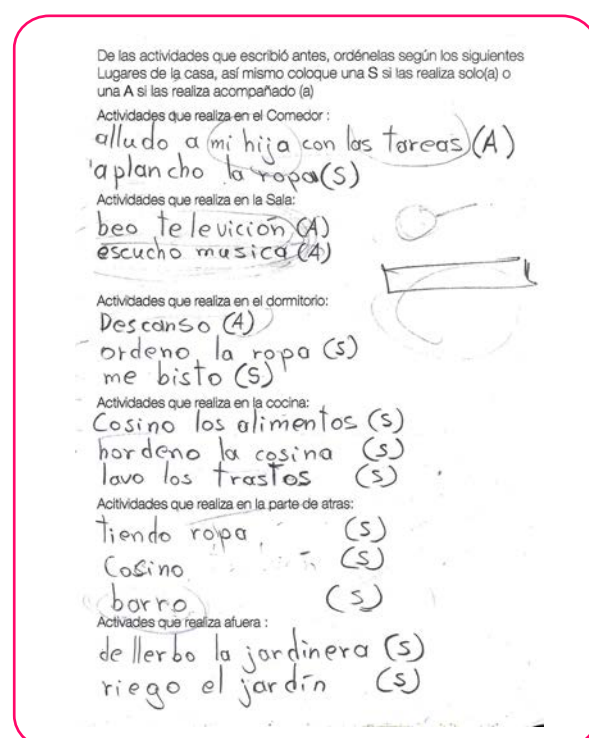 De las actividades que escribió antes, ordénelas según los siguientes
Lugares de la casa, así mismo coloque una S si las realiza solo(a) o
una A si las realiza acompañado (a)
Actividades que realiza en el Comedor :
alludo a mi hija con las tareas (A)
aplancho la ropa (S)
Actividades que realiza en la Sala:
beo televición (A)
escucho musica (A)
Actividades que realiza en el dormitorio:
Descanso (A)
ordeno la ropa (S)
me bisto (S)
Actividades que realiza en la cocina:
Cosino los alimentos (S)
hordeno la cosina (S)
lavo los trastos (S)
Acitividades que realiza en la parte de atras:
tiendo ropa (S)
Cosino (S)
barro (S)
Activades que realiza afuera :
dellerbo la jardinera (S)
riego el jardín (S)